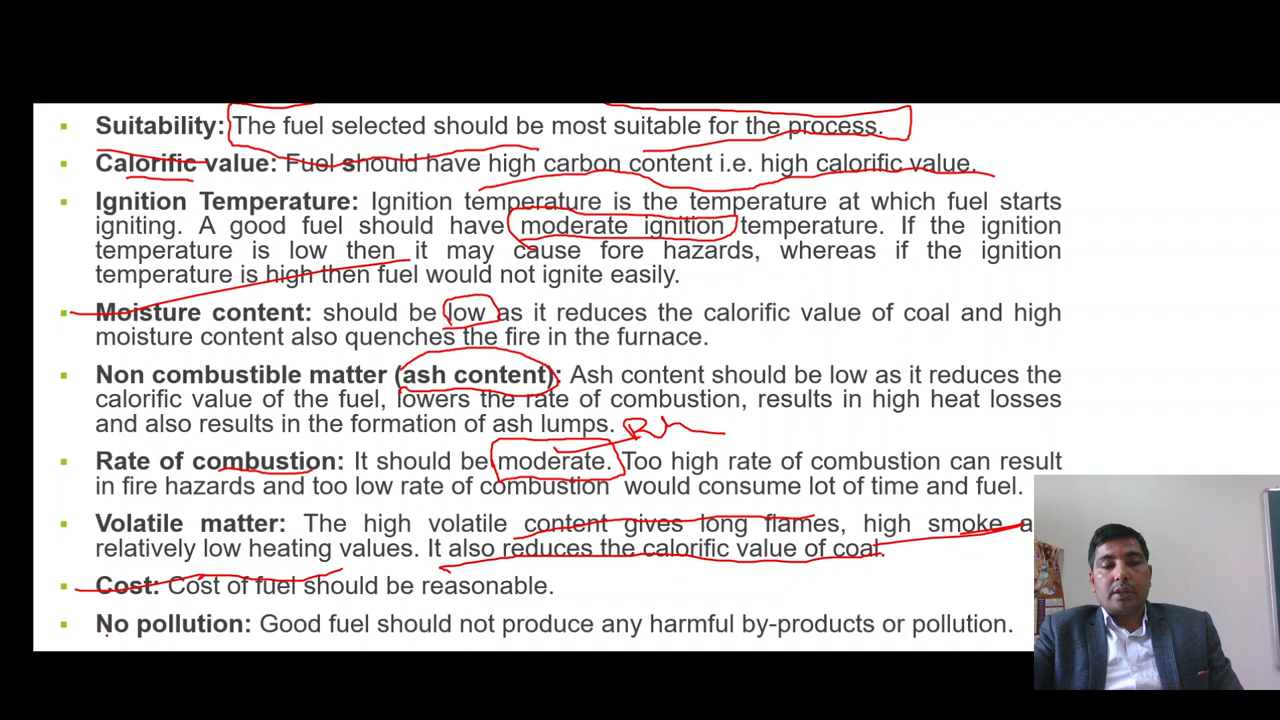 ▪ Suitability: The fuel selected should be most suitable for the process.
▪ Calorific value: Fuel should have high carbon content i.e. high calorific value.
▪ Ignition Temperature: Ignition temperature is the temperature at which fuel starts
igniting. A good fuel should have moderate ignition temperature. If the ignition
temperature is low then it may cause fore hazards, whereas if the ignition
temperature is high then fuel would not ignite easily.
▪ Moisture content: should be low as it reduces the calorific value of coal and high
moisture content also quenches the fire in the furnace.
▪ Non combustible matter (ash content): Ash content should be low as it reduces the
calorific value of the fuel, lowers the rate of combustion, results in high heat losses
and also results in the formation of ash lumps.
▪ Rate of combustion: It should be moderate. Too high rate of combustion can result
in fire hazards and too low rate of combustion would consume lot of time and fuel.
▪ Volatile matter: The high volatile content gives long flames, high smoke a
relatively low heating values. It also reduces the calorific value of coal.
▪ Cost: Cost of fuel should be reasonable.
▪ No pollution: Good fuel should not produce any harmful by-products or pollution.